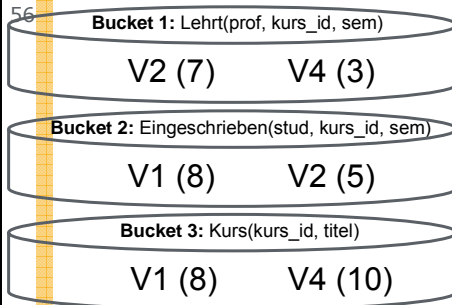 56
Bucket 1: Lehrt(prof, kurs_id, sem)
V2 (7) V4 (3)
Bucket 2: Eingeschrieben(stud, kurs_id, sem)
V1 (8) V2 (5)
Bucket 3: Kurs(kurs_id, titel)
V1 (8) V4 (10)